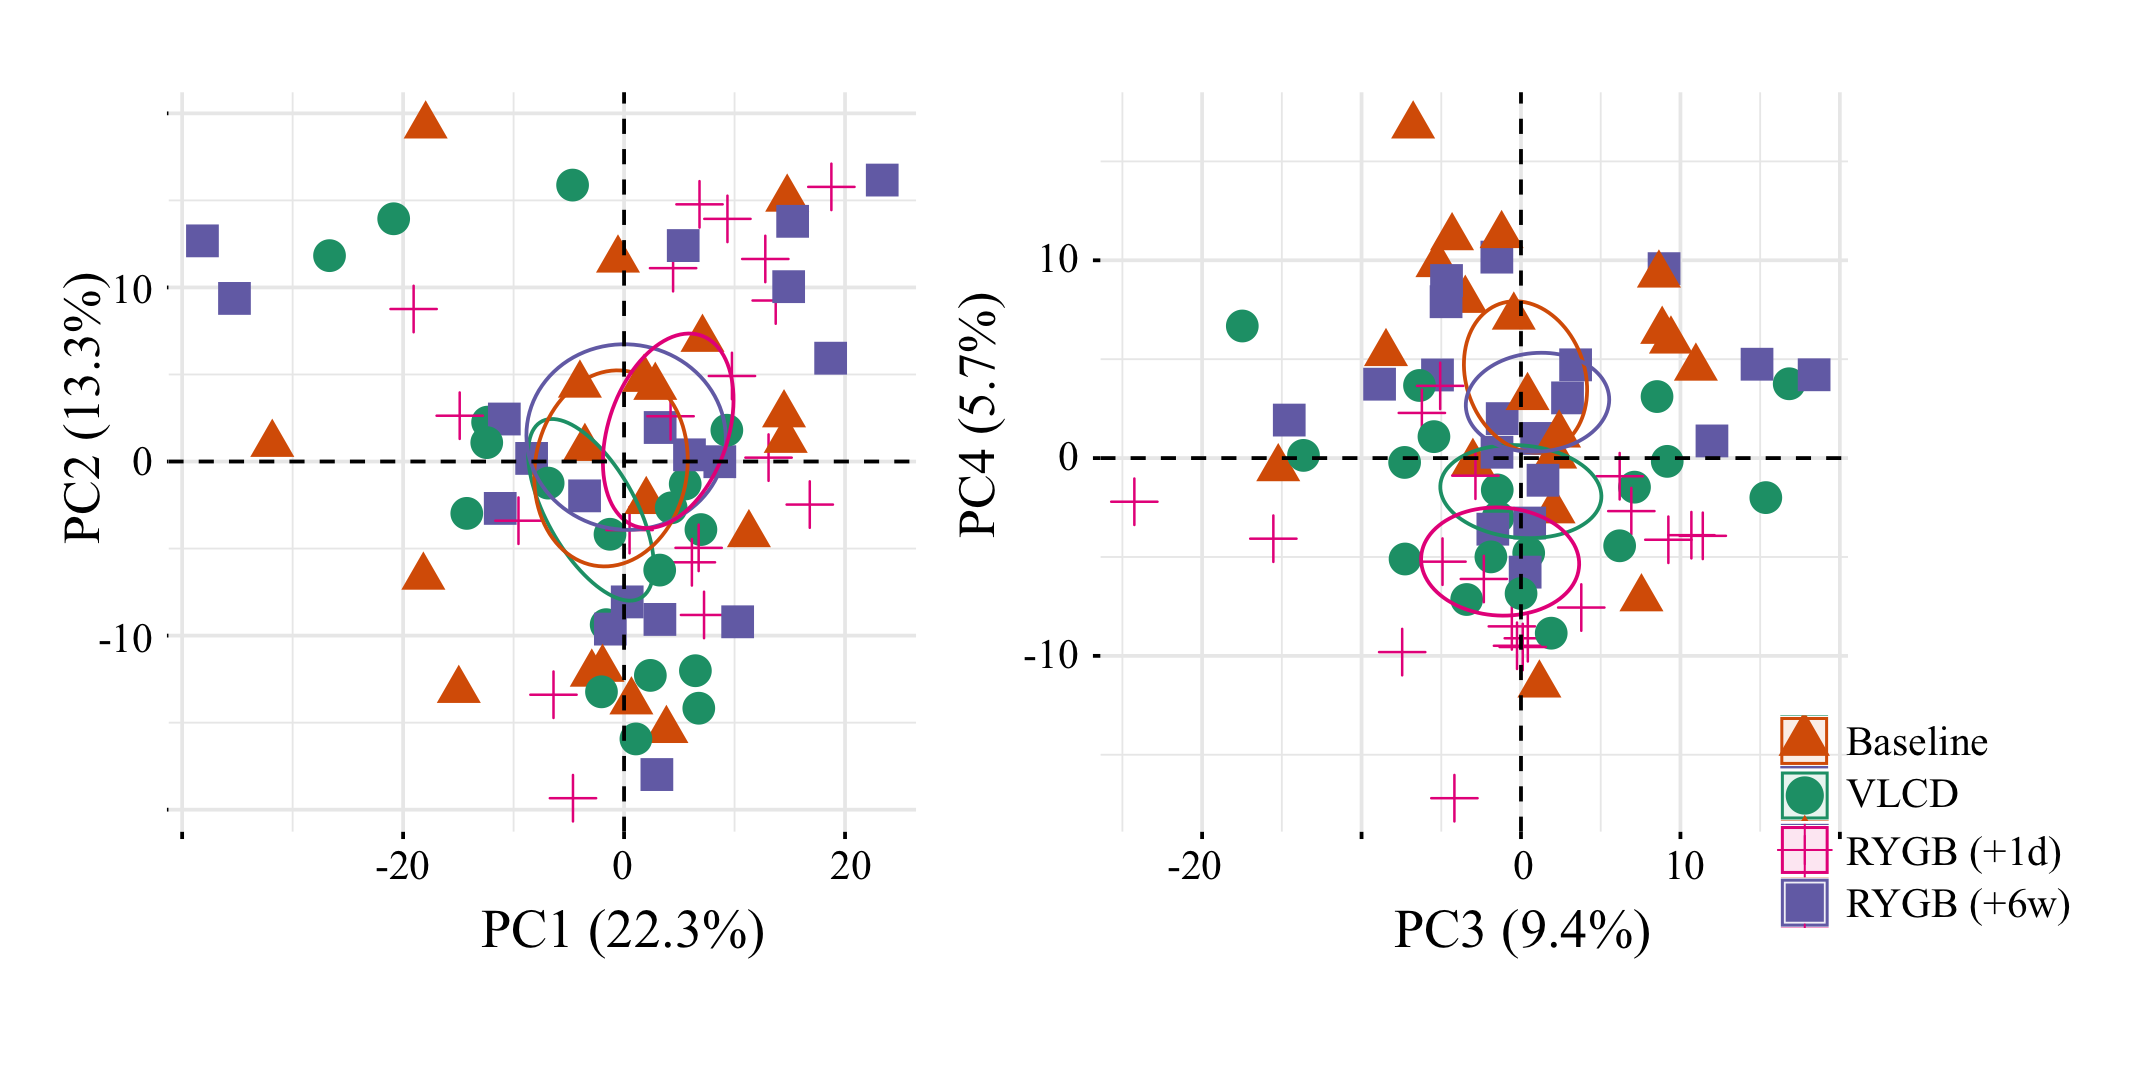 PC2 (13.3%)
10
0
-10
-20
0
20
PC1 (22.3%)
PC4 (5.7%)
10
0
-10
-20
0
10
PC3 (9.4%)
Baseline
VLCD
RYGB (+1d)
RYGB (+6w)